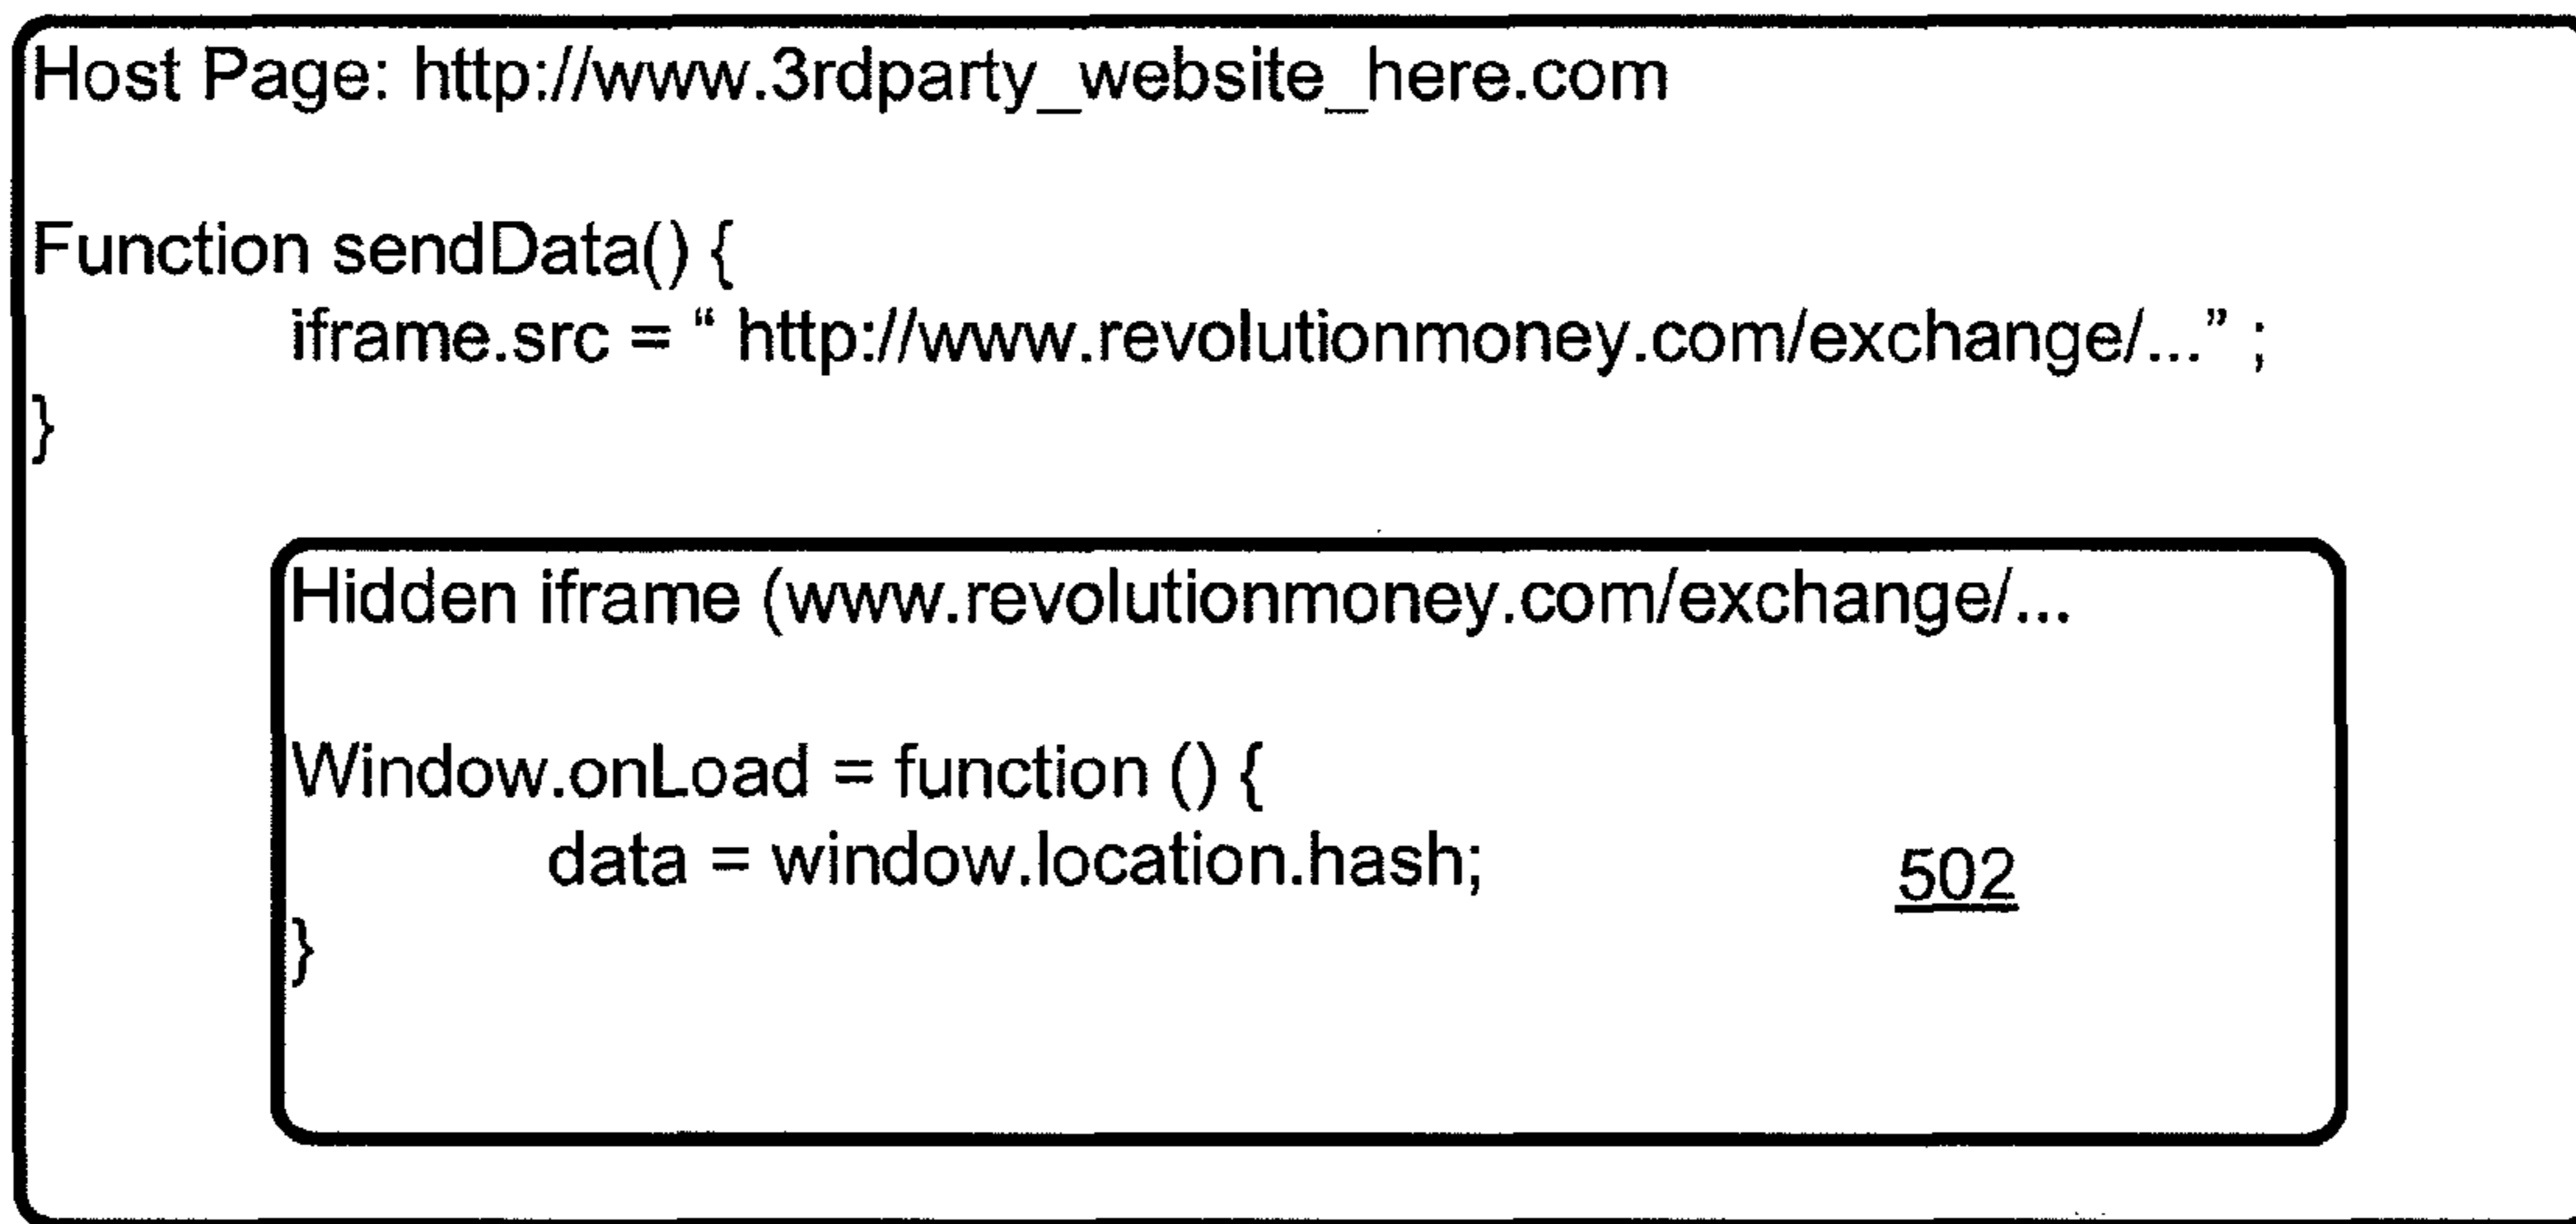 Host Page: http://www.3rdparty_website_here.com
Function sendData() {
iframe.src = “ http://www.revolutionmoney.com/exchange/...” ;
}
Hidden iframe (www.revolutionmoney.com/exchange/...
Window.onLoad = function () {
data = window.location.hash;
502
}